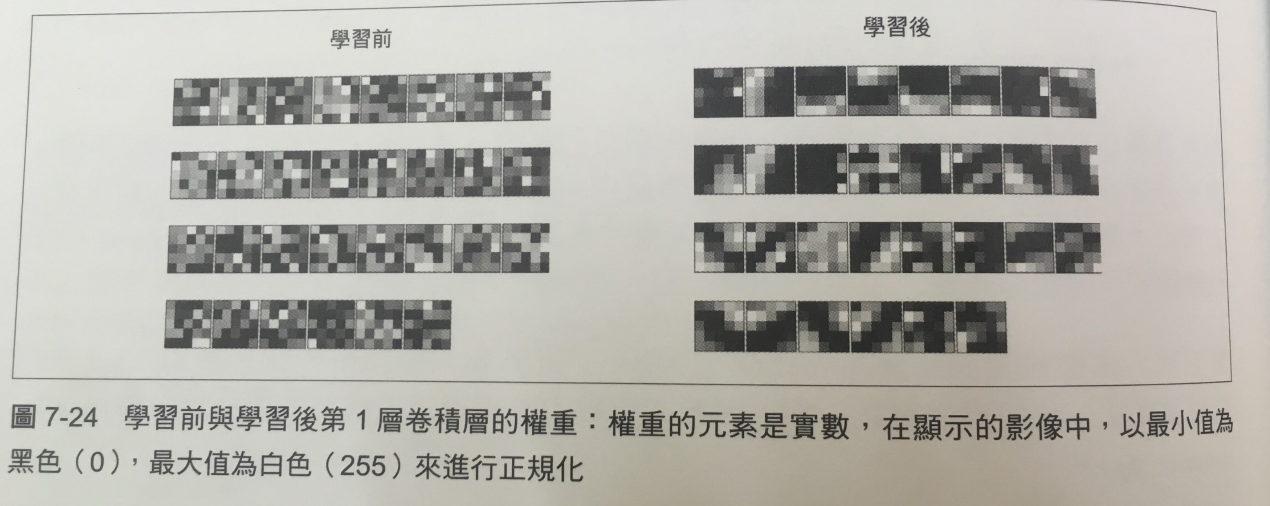 學習前
學習後
圖 7-24 學習前與學習後第 1 層卷積層的權重：權重的元素是實數，在顯示的影像中，以最小值為
黑色（0），最大值為白色（255）來進行正規化